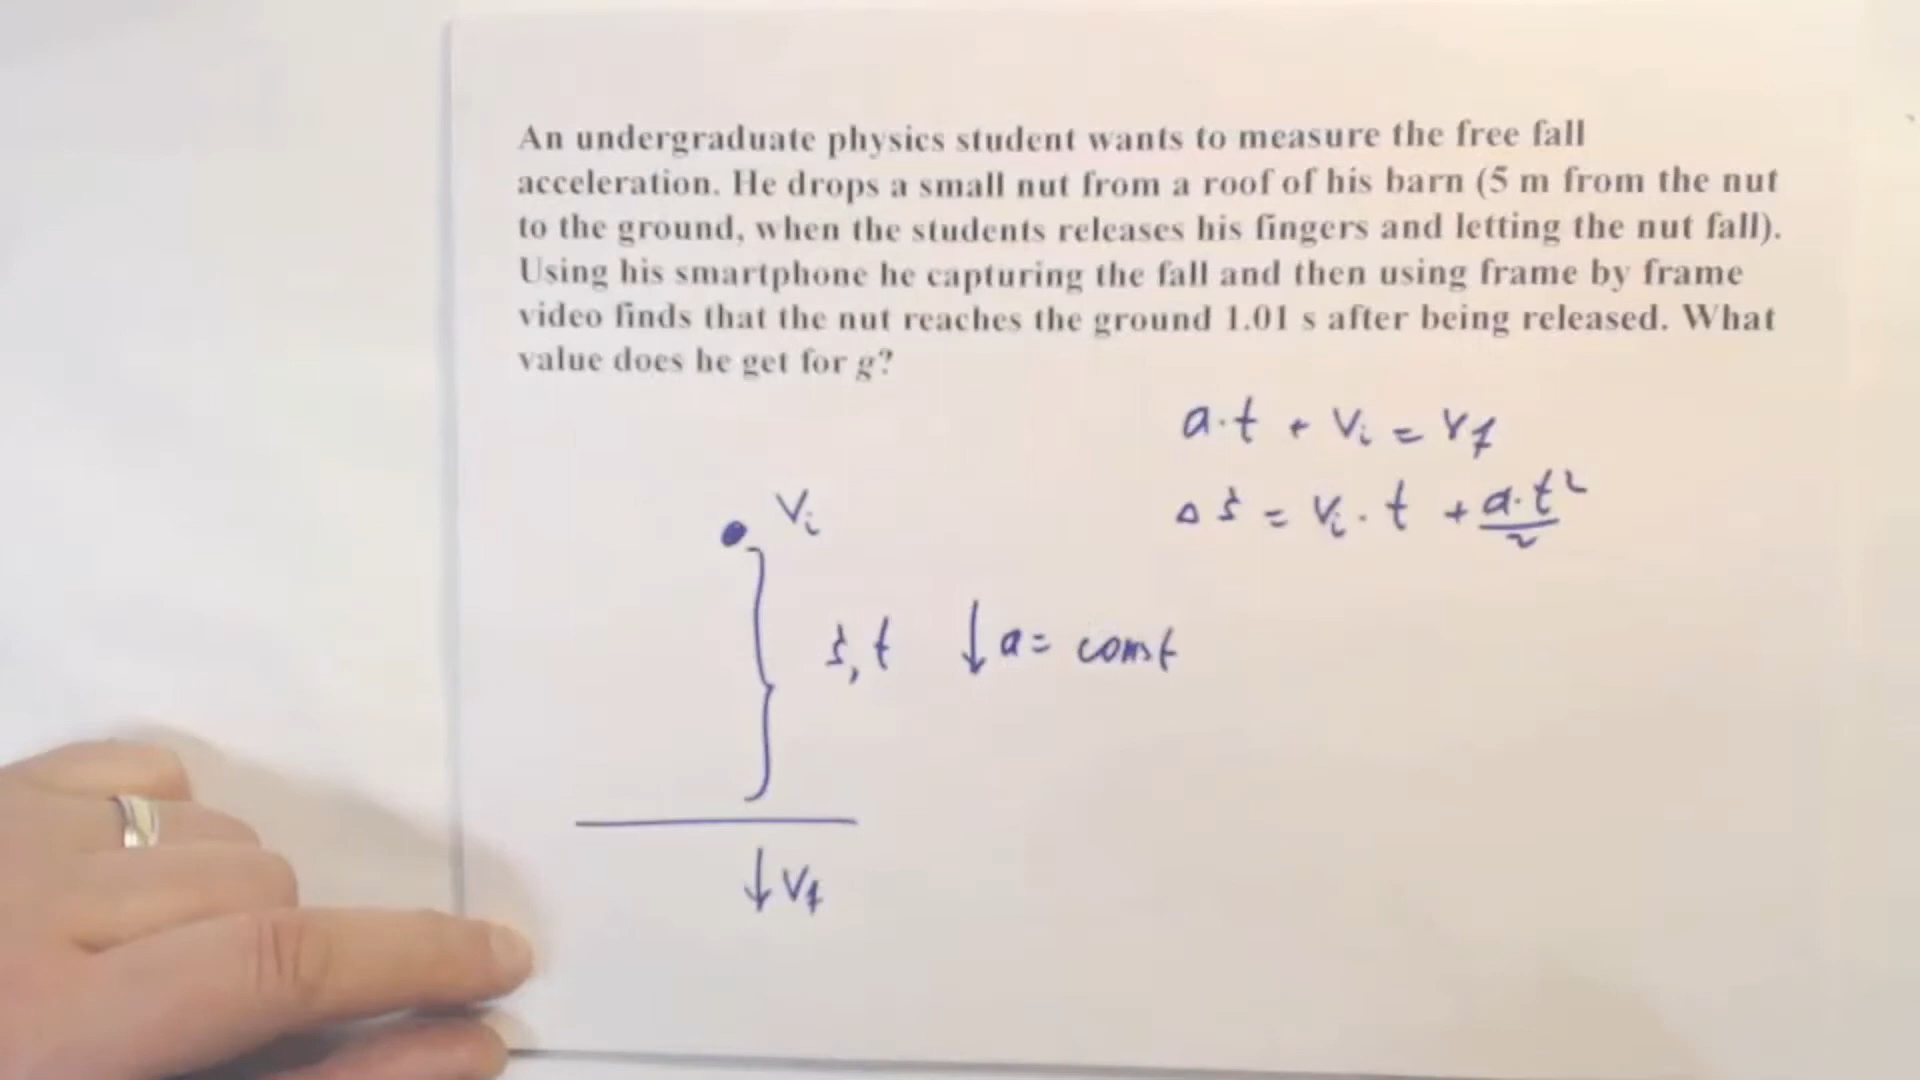 An undergraduate physics student wants to measure the free fall
acceleration. He drops a small nut from a roof of his barn (5 m from the nut
to the ground, when the students releases his fingers and letting the nut fall).
Using his smartphone he capturing the fall and then using frame by frame
video finds that the nut reaches the ground 1.01 s after being released. What
value does he get for g?
a·t + Vi = Vf
Δs = Vi · t + a·t²/2
Vi
s, t ↓ a = const
↓ Vf